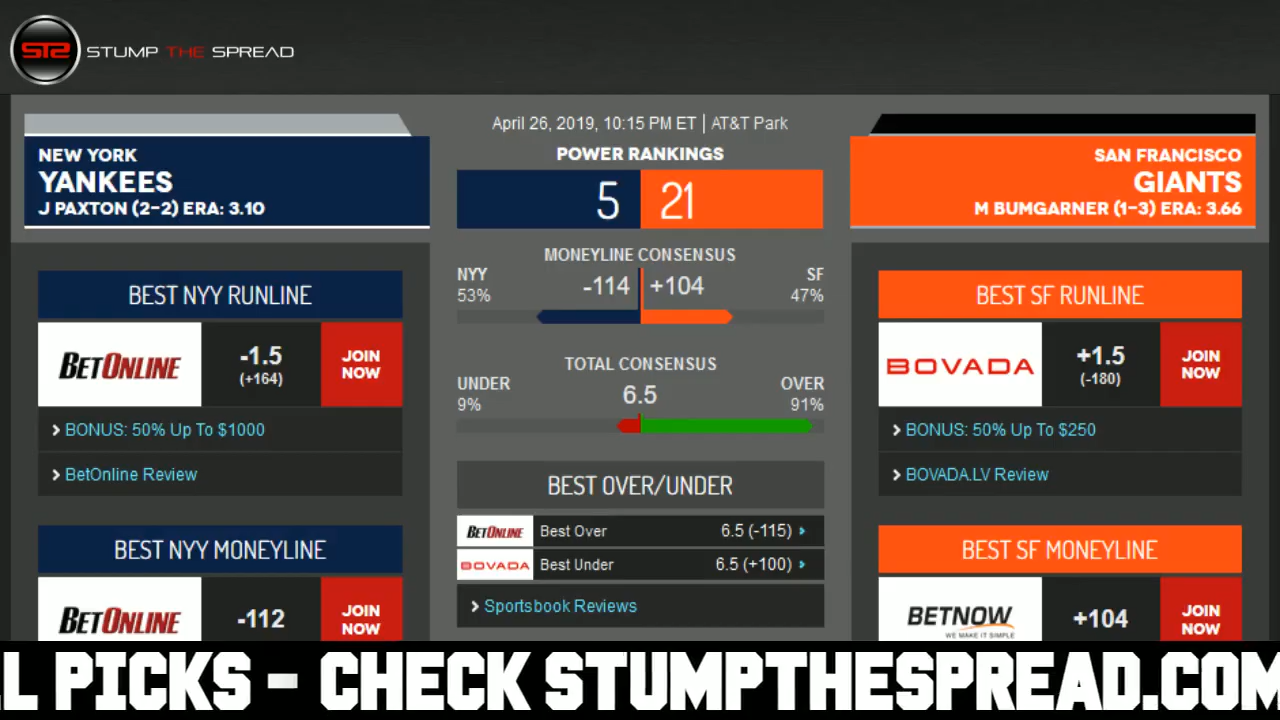 STS STUMP THE SPREAD
NEW YORK
YANKEES
J PAXTON (2-2) ERA: 3.10
April 26, 2019, 10:15 PM ET | AT&T Park
POWER RANKINGS
5 21
SAN FRANCISCO
GIANTS
M BUMGARNER (1-3) ERA: 3.66
MONEYLINE CONSENSUS
NYY -114 +104 SF
53% 47%
TOTAL CONSENSUS
UNDER 6.5 OVER
9% 91%
BEST NYY RUNLINE
BETONLINE -1.5 (+164) JOIN NOW
BONUS: 50% Up To $1000
BetOnline Review
BEST NYY MONEYLINE
BETONLINE -112 JOIN NOW
BEST OVER/UNDER
BETONLINE Best Over 6.5 (-115)
BOVADA Best Under 6.5 (+100)
Sportsbook Reviews
BEST SF RUNLINE
BOVADA +1.5 (-180) JOIN NOW
BONUS: 50% Up To $250
BOVADA.LV Review
BEST SF MONEYLINE
BETNOW WE MAKE IT SIMPLE +104 JOIN NOW
L PICKS - CHECK STUMPTHESPREAD.COM